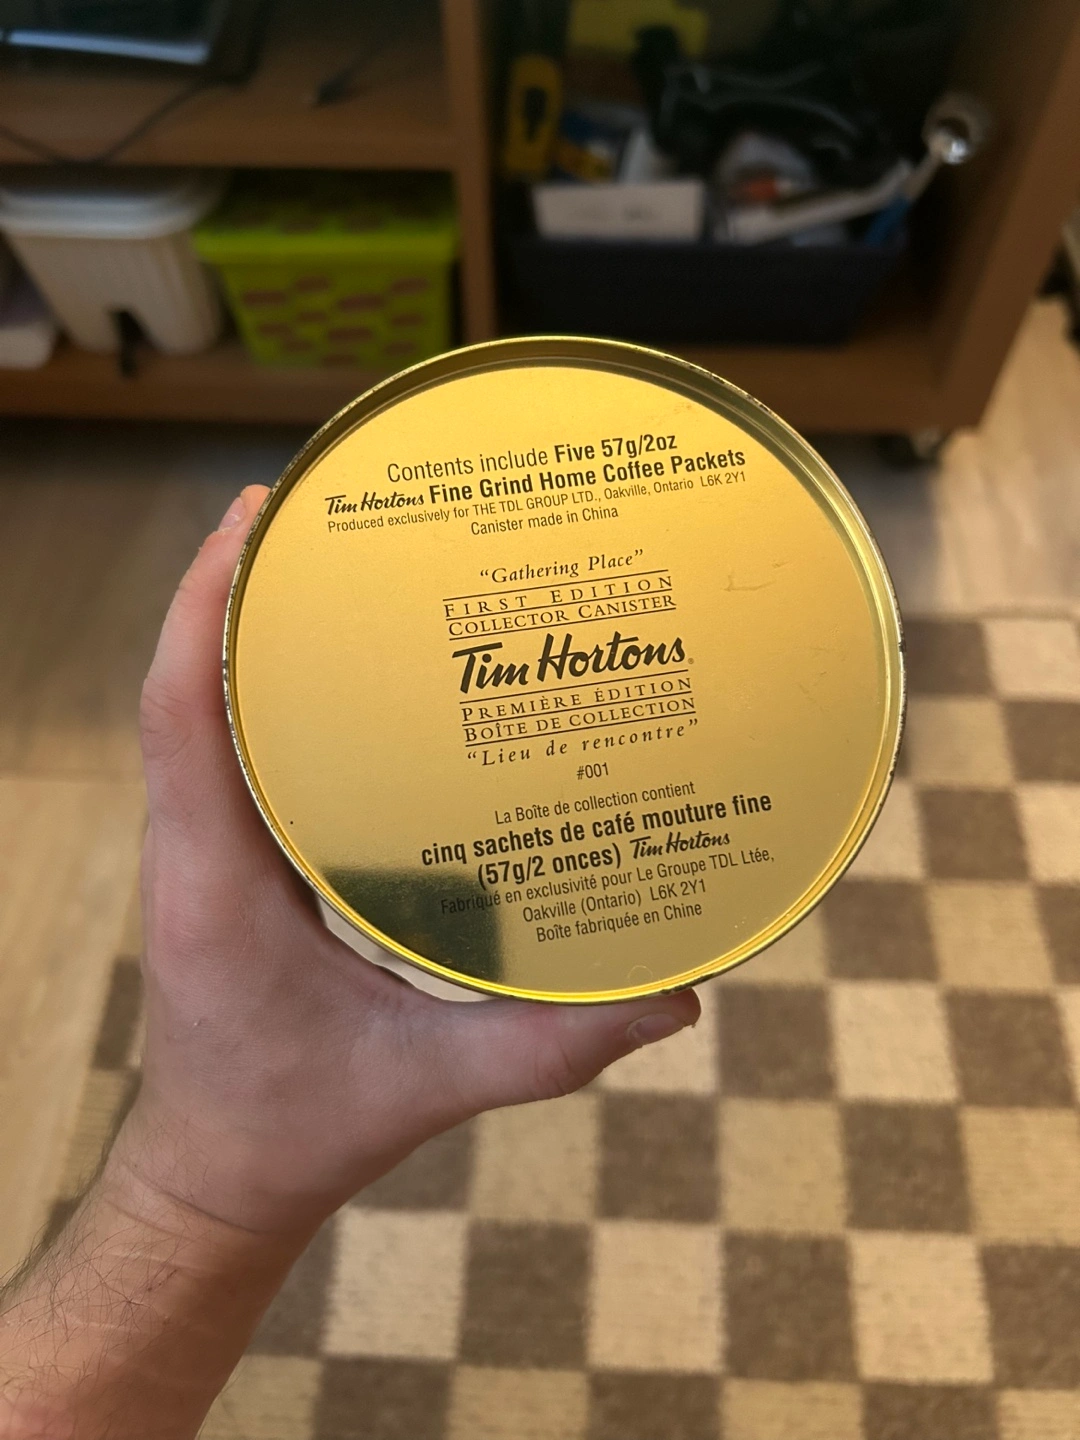 Contents include Five 57g/2oz
Tim Hortons Fine Grind Home Coffee Packets
Produced exclusively for THE TDL GROUP LTD., Oakville, Ontario L6K 2Y1
Canister made in China
“Gathering Place”
FIRST EDITION
COLLECTOR CANISTER
Tim Hortons®
PREMIÈRE ÉDITION
BOÎTE DE COLLECTION
“Lieu de rencontre”
#001
La Boîte de collection contient
cinq sachets de café mouture fine
(57g/2 onces) Tim Hortons
Fabriqué en exclusivité pour Le Groupe TDL Ltée,
Oakville (Ontario) L6K 2Y1
Boîte fabriquée en Chine